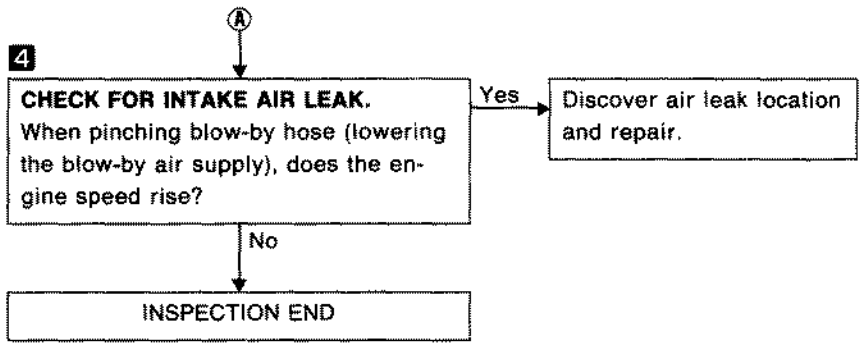 A
4
CHECK FOR INTAKE AIR LEAK.
When pinching blow-by hose (lowering
the blow-by air supply), does the en-
gine speed rise?
Yes
Discover air leak location
and repair.
No
INSPECTION END